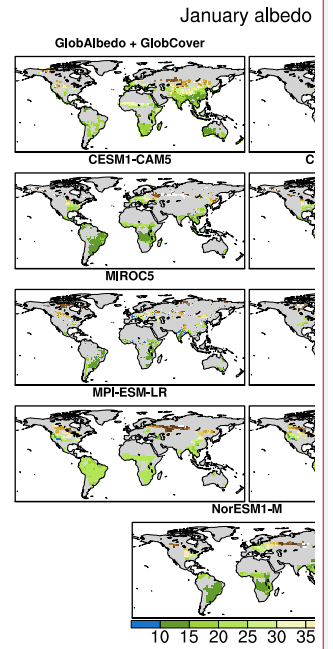 January albedo
GlobAlbedo + GlobCover
CESM1-CAM5
C
MIROC5
MPI-ESM-LR
NorESM1-M
10 15 20 25 30 35